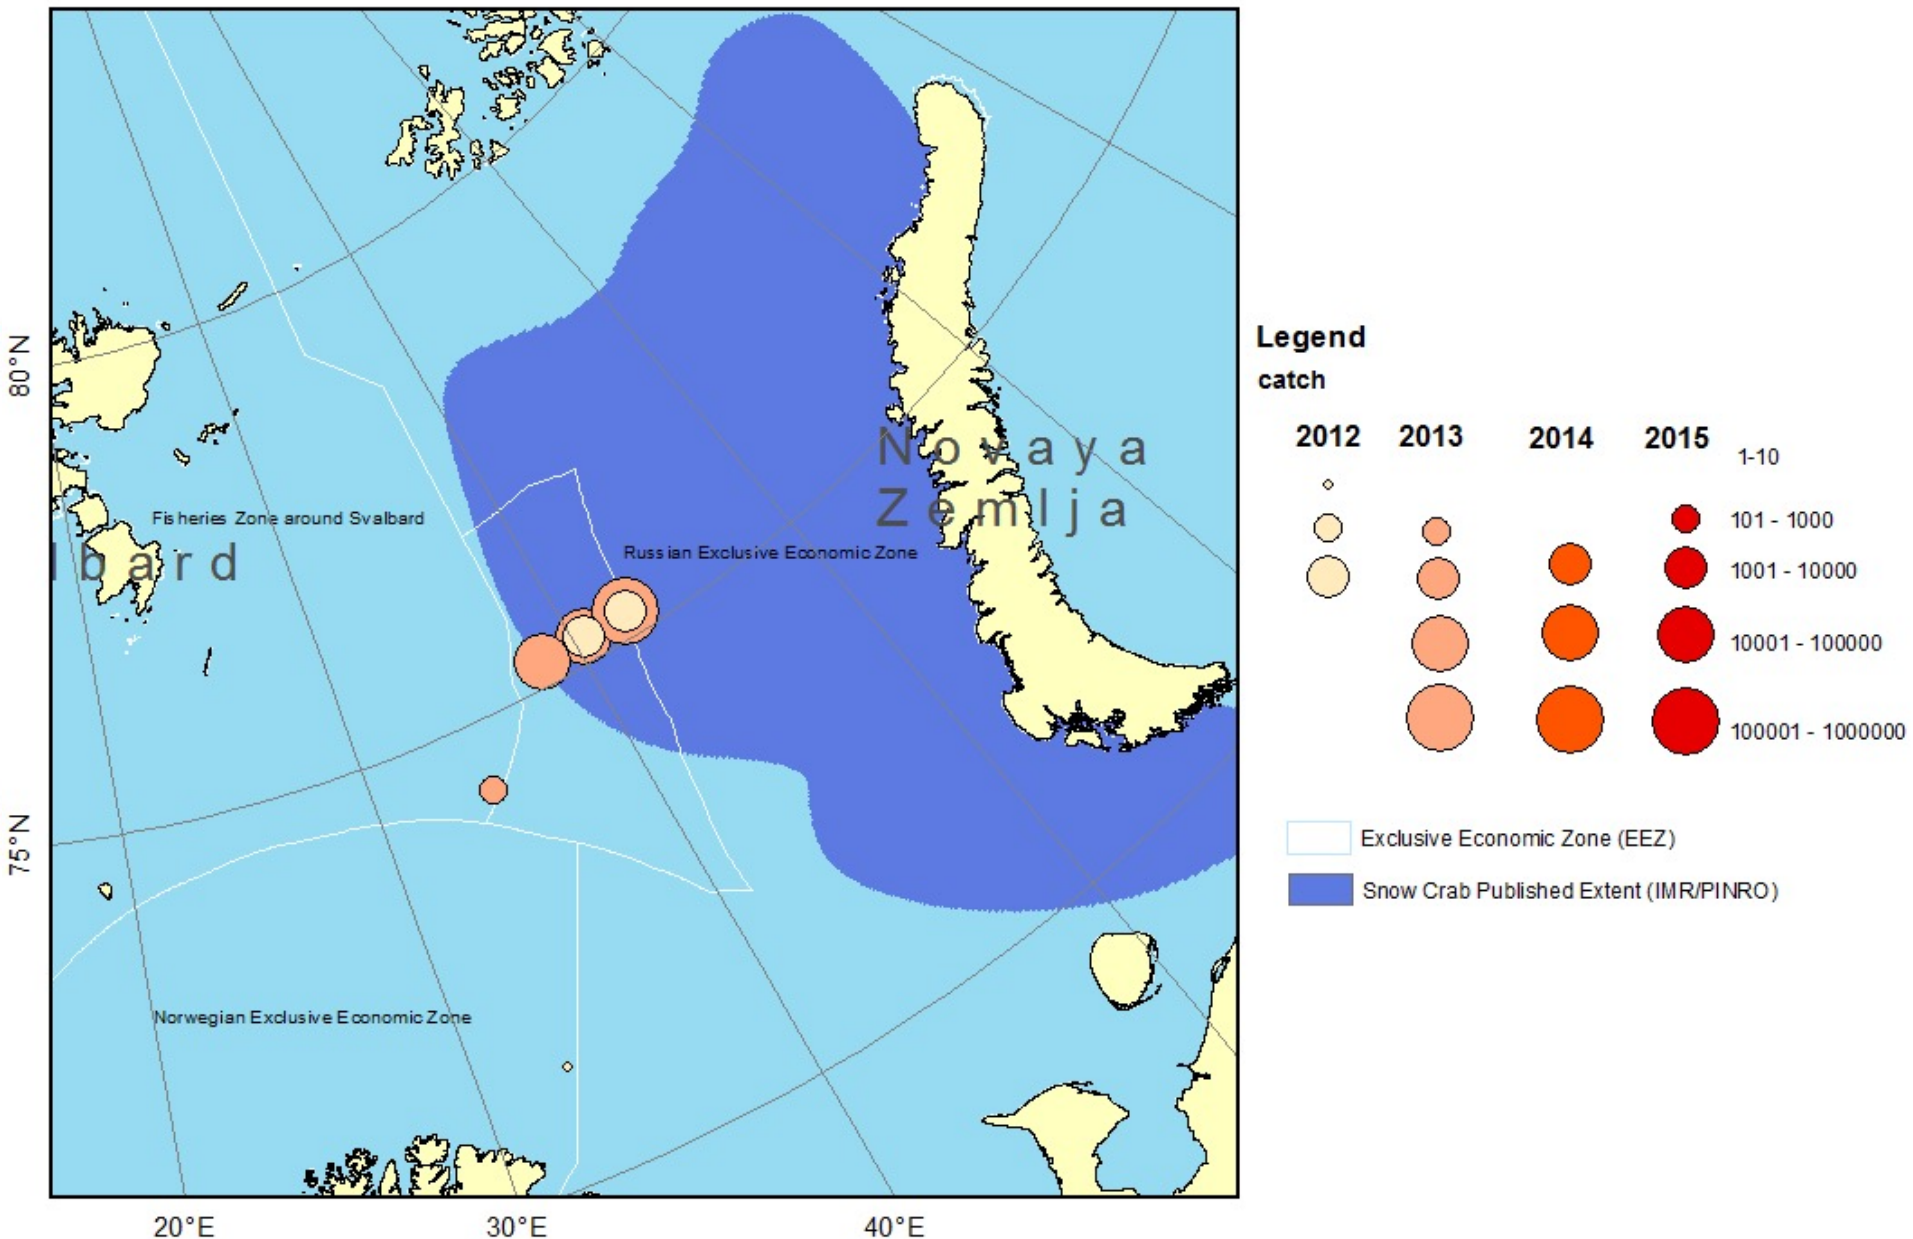 80°N
75°N
20°E
30°E
40°E
Novaya
Zemlja
Fisheries Zone around Svalbard
lbard
Russian Exclusive Economic Zone
Norwegian Exclusive Economic Zone
Legend
catch
2012 2013 2014 2015
1-10
101 - 1000
1001 - 10000
10001 - 100000
100001 - 1000000
Exclusive Economic Zone (EEZ)
Snow Crab Published Extent (IMR/PINRO)